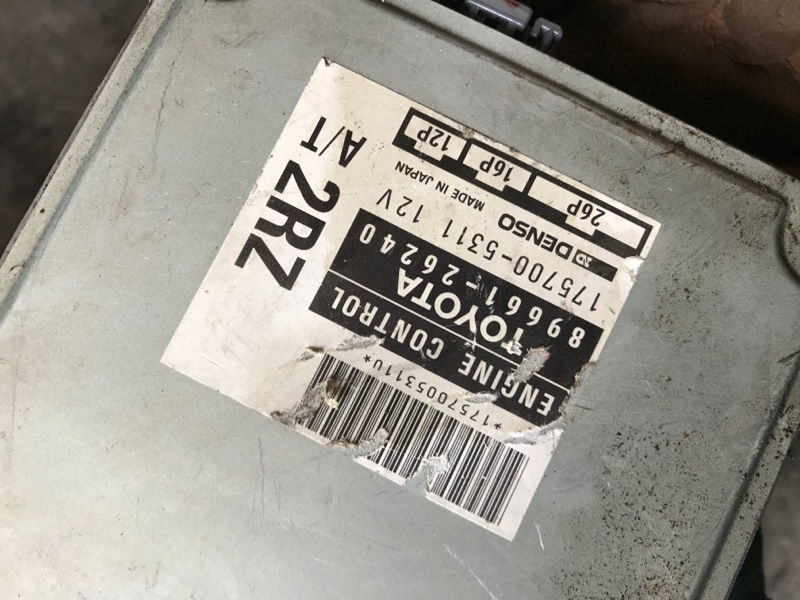 *1757005311U*
ENGINE CONTROL
TOYOTA
89661-26240
175700-5311 12V
DENSO MADE IN JAPAN
26P 16P 12P
2RZ
A/T